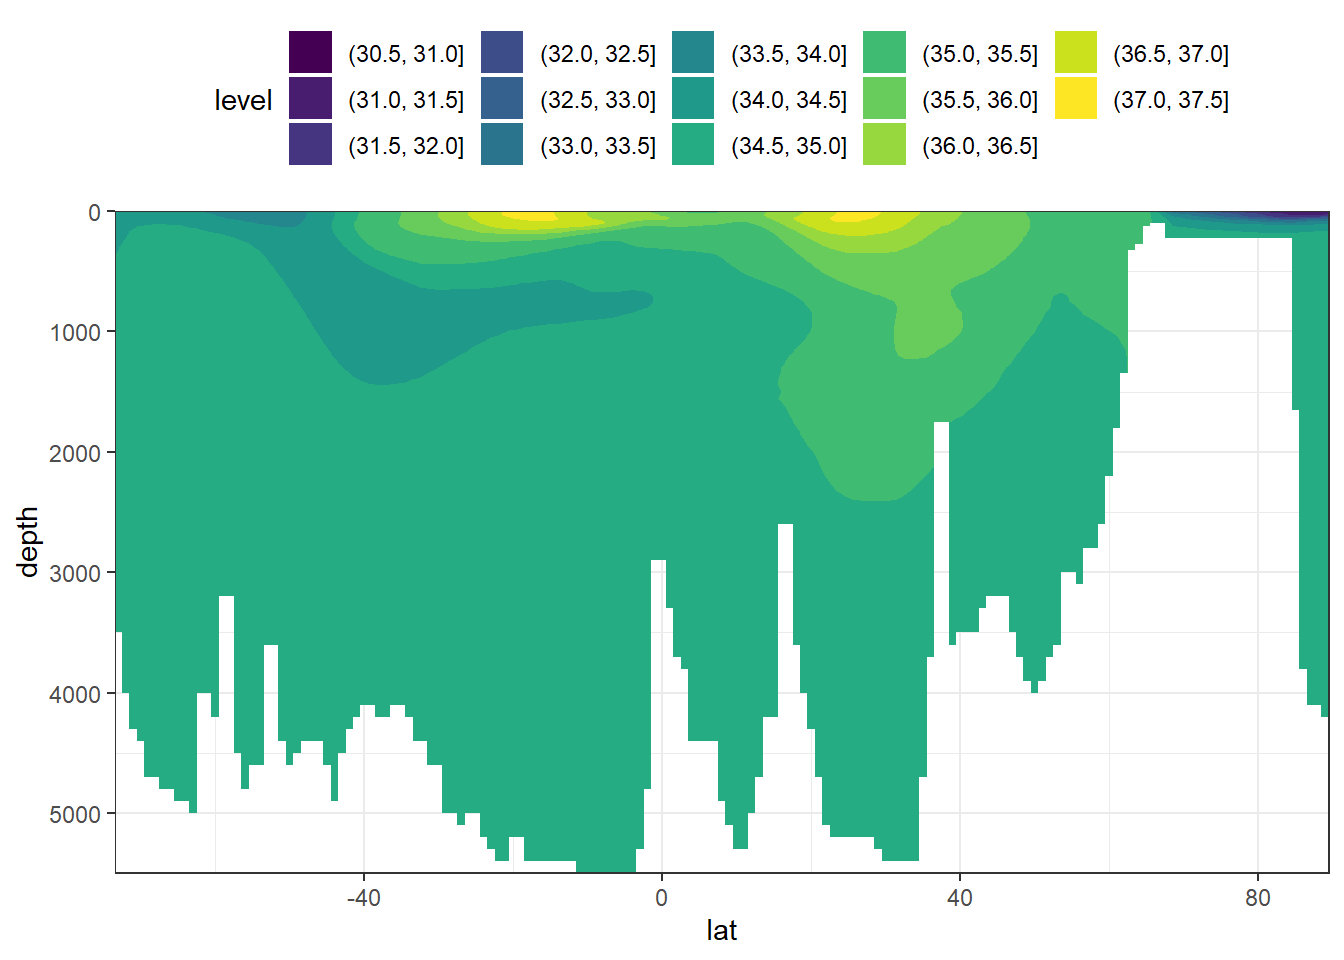 (30.5, 31.0] (32.0, 32.5] (33.5, 34.0] (35.0, 35.5] (36.5, 37.0]
level (31.0, 31.5] (32.5, 33.0] (34.0, 34.5] (35.5, 36.0] (37.0, 37.5]
(31.5, 32.0] (33.0, 33.5] (34.5, 35.0] (36.0, 36.5]
0
1000
2000
3000
4000
5000
depth
-40 0 40 80
lat